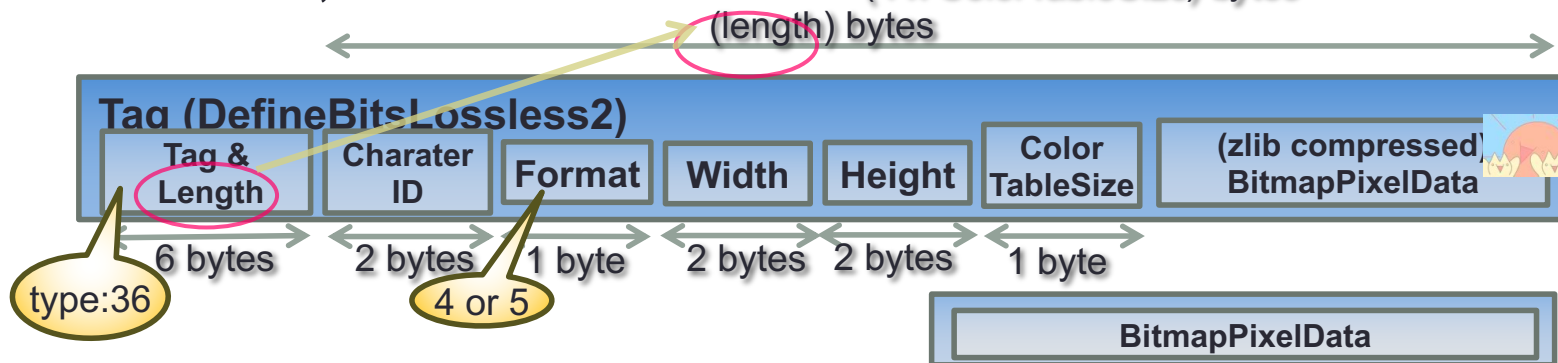 (length) bytes
Tag (DefineBitsLossless2)
Tag &
Length
Charater
ID
Format
Width
Height
Color
TableSize
(zlib compressed)
BitmapPixelData
6 bytes
2 bytes
1 byte
2 bytes
2 bytes
1 byte
type:36
4 or 5
BitmapPixelData